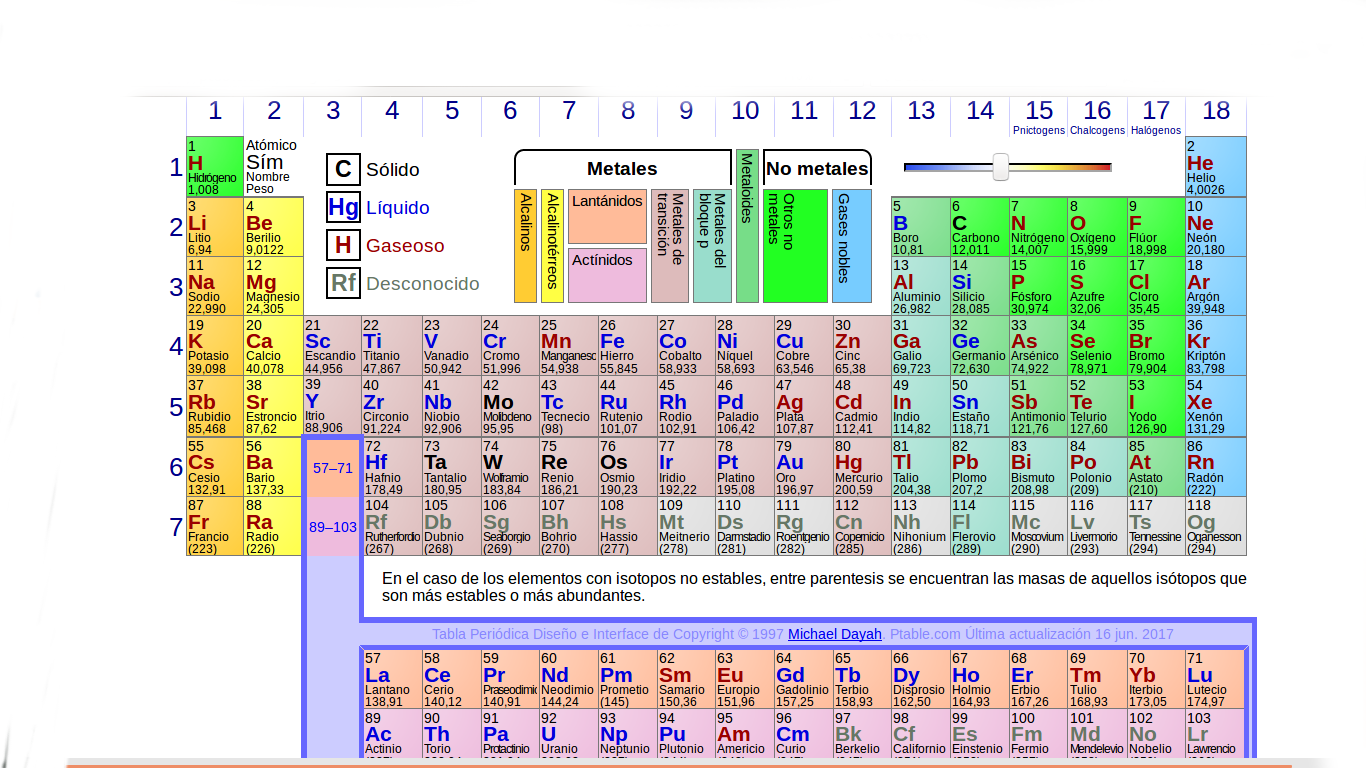 1 2 3 4 5 6 7 8 9 10 11 12 13 14 15 16 17 18
Pnictogens Chalcogens Halógenos
1
1 H Hidrógeno 1,008
Atómico Sím Nombre Peso
C Sólido
Hg Líquido
H Gaseoso
Rf Desconocido
Metales
Alcalinos
Alcalinotérreos
Lantánidos
Actínidos
Metales de transición
Metales del bloque p
Metaloides
No metales
Otros no metales
Gases nobles
2 He Helio 4,0026
2
3 Li Litio 6,94
4 Be Berilio 9,0122
5 B Boro 10,81
6 C Carbono 12,011
7 N Nitrógeno 14,007
8 O Oxígeno 15,999
9 F Flúor 18,998
10 Ne Neón 20,180
3
11 Na Sodio 22,990
12 Mg Magnesio 24,305
13 Al Aluminio 26,982
14 Si Silicio 28,085
15 P Fósforo 30,974
16 S Azufre 32,06
17 Cl Cloro 35,45
18 Ar Argón 39,948
4
19 K Potasio 39,098
20 Ca Calcio 40,078
21 Sc Escandio 44,956
22 Ti Titanio 47,867
23 V Vanadio 50,942
24 Cr Cromo 51,996
25 Mn Manganesc 54,938
26 Fe Hierro 55,845
27 Co Cobalto 58,933
28 Ni Níquel 58,693
29 Cu Cobre 63,546
30 Zn Cinc 65,38
31 Ga Galio 69,723
32 Ge Germanio 72,630
33 As Arsénico 74,922
34 Se Selenio 78,971
35 Br Bromo 79,904
36 Kr Kriptón 83,798
5
37 Rb Rubidio 85,468
38 Sr Estroncio 87,62
39 Y Itrio 88,906
40 Zr Circonio 91,224
41 Nb Niobio 92,906
42 Mo Molibdeno 95,95
43 Tc Tecnecio (98)
44 Ru Rutenio 101,07
45 Rh Rodio 102,91
46 Pd Paladio 106,42
47 Ag Plata 107,87
48 Cd Cadmio 112,41
49 In Indio 114,82
50 Sn Estaño 118,71
51 Sb Antimonio 121,76
52 Te Telurio 127,60
53 I Yodo 126,90
54 Xe Xenón 131,29
6
55 Cs Cesio 132,91
56 Ba Bario 137,33
57–71
72 Hf Hafnio 178,49
73 Ta Tantalio 180,95
74 W Wolframio 183,84
75 Re Renio 186,21
76 Os Osmio 190,23
77 Ir Iridio 192,22
78 Pt Platino 195,08
79 Au Oro 196,97
80 Hg Mercurio 200,59
81 Tl Talio 204,38
82 Pb Plomo 207,2
83 Bi Bismuto 208,98
84 Po Polonio (209)
85 At Astato (210)
86 Rn Radón (222)
7
87 Fr Francio (223)
88 Ra Radio (226)
89–103
104 Rf Rutherfordio (267)
105 Db Dubnio (268)
106 Sg Seaborgio (269)
107 Bh Bohrio (270)
108 Hs Hassio (277)
109 Mt Meitnerio (278)
110 Ds Darmstadio (281)
111 Rg Roentgenio (282)
112 Cn Copernicio (285)
113 Nh Nihonium (286)
114 Fl Flerovio (289)
115 Mc Moscovium (290)
116 Lv Livermorio (293)
117 Ts Tennessine (294)
118 Og Oganesson (294)
En el caso de los elementos con isotopos no estables, entre parentesis se encuentran las masas de aquellos isótopos que
son más estables o más abundantes.
Tabla Periódica Diseño e Interface de Copyright © 1997 Michael Dayah. Ptable.com Última actualización 16 jun. 2017
57 La Lantano 138,91
58 Ce Cerio 140,12
59 Pr Praseodimic 140,91
60 Nd Neodimio 144,24
61 Pm Prometio (145)
62 Sm Samario 150,36
63 Eu Europio 151,96
64 Gd Gadolinio 157,25
65 Tb Terbio 158,93
66 Dy Disprosio 162,50
67 Ho Holmio 164,93
68 Er Erbio 167,26
69 Tm Tulio 168,93
70 Yb Iterbio 173,05
71 Lu Lutecio 174,97
89 Ac Actinio
90 Th Torio
91 Pa Protactinio
92 U Uranio
93 Np Neptunio
94 Pu Plutonio
95 Am Americio
96 Cm Curio
97 Bk Berkelio
98 Cf Californio
99 Es Einstenio
100 Fm Fermio
101 Md Mendelevio
102 No Nobelio
103 Lr Lawrencio